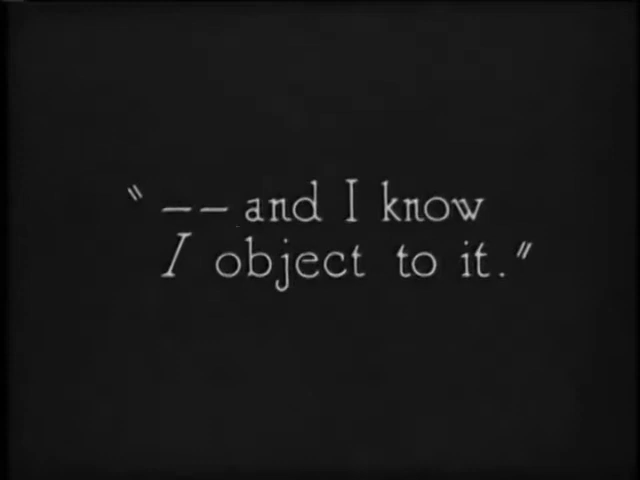 “ -- and I know
I object to it.”